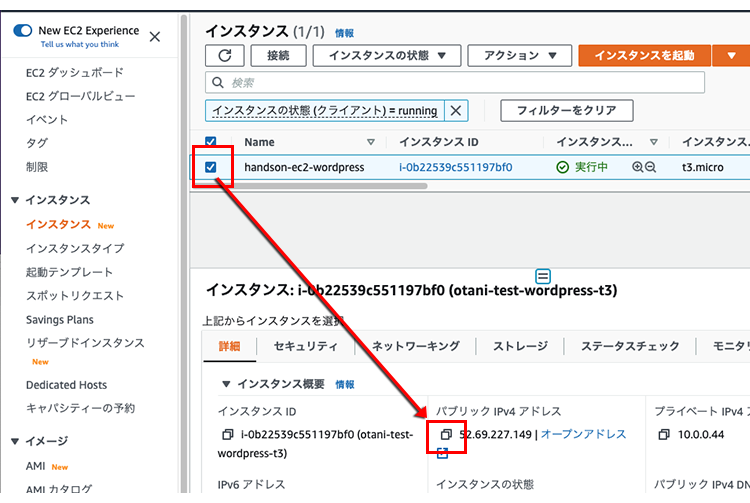 New EC2 Experience
Tell us what you think
EC2 ダッシュボード
EC2 グローバルビュー
イベント
タグ
制限
インスタンス
インスタンス New
インスタンスタイプ
起動テンプレート
スポットリクエスト
Savings Plans
リザーブドインスタンス
New
Dedicated Hosts
キャパシティーの予約
イメージ
AMI New
AMI カタログ
インスタンス (1/1) 情報
接続
インスタンスの状態
アクション
インスタンスを起動
検索
インスタンスの状態 (クライアント) = running
フィルターをクリア
Name インスタンス ID インスタンス... インスタンス.
handson-ec2-wordpress i-0b22539c551197bf0 実行中 t3.micro
インスタンス: i-0b22539c551197bf0 (otani-test-wordpress-t3)
上記からインスタンスを選択
詳細 セキュリティ ネットワーキング ストレージ ステータスチェック モニタリ
インスタンス概要 情報
インスタンス ID
i-0b22539c551197bf0 (otani-test-
wordpress-t3)
パブリック IPv4 アドレス
52.69.227.149 | オープンアドレス
プライベート IPv4 ア
10.0.0.44
IPv6 アドレス
インスタンスの状態
パブリック IPv4 DN